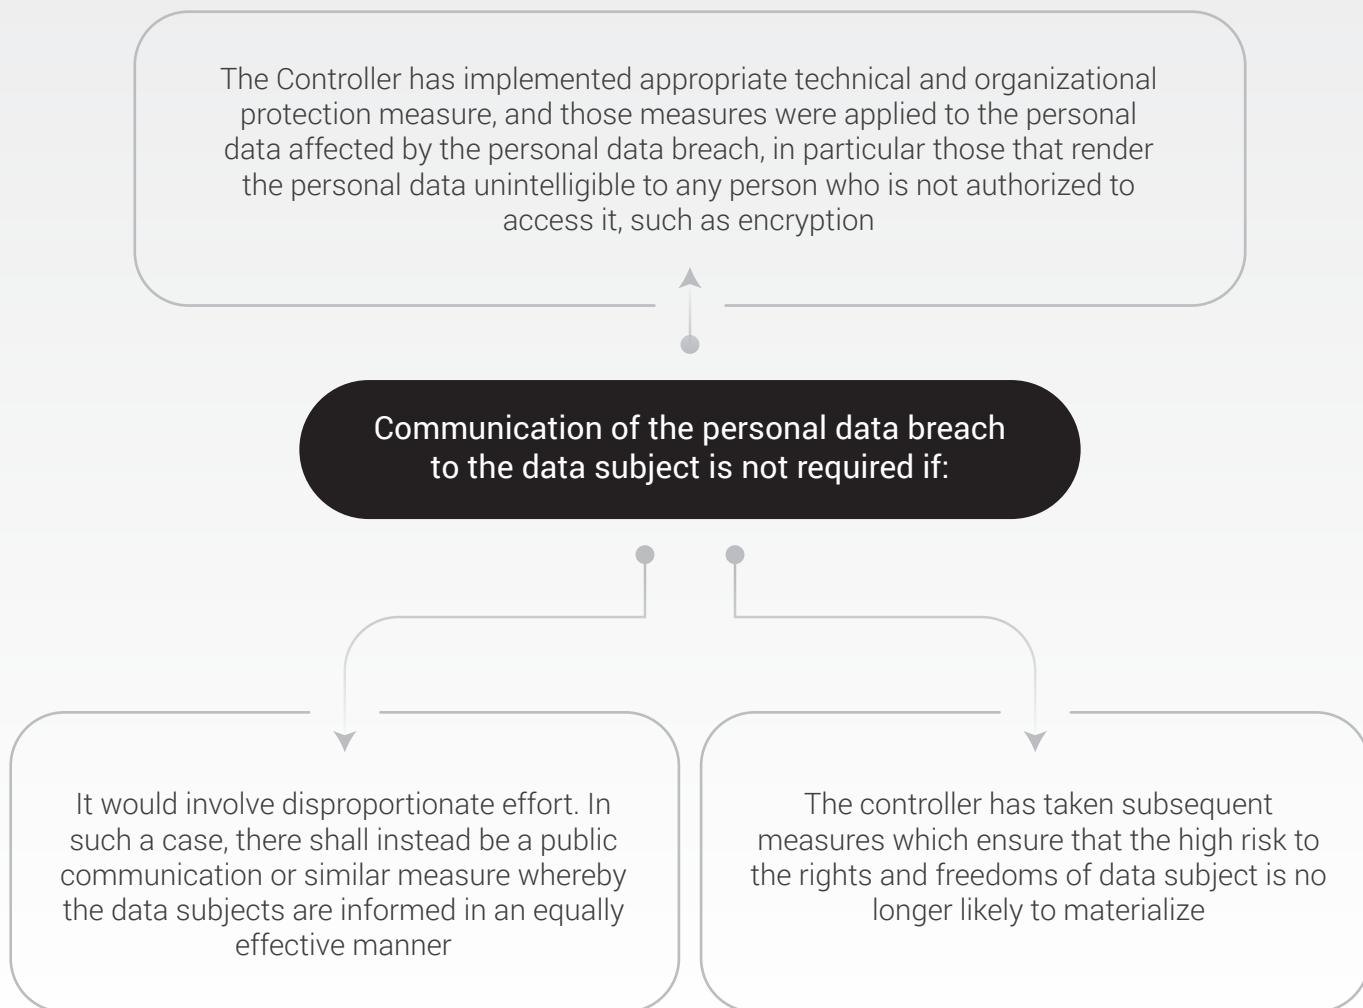 The Controller has implemented appropriate technical and organizational
protection measure, and those measures were applied to the personal
data affected by the personal data breach, in particular those that render
the personal data unintelligible to any person who is not authorized to
access it, such as encryption
Communication of the personal data breach
to the data subject is not required if:
It would involve disproportionate effort. In
such a case, there shall instead be a public
communication or similar measure whereby
the data subjects are informed in an equally
effective manner
The controller has taken subsequent
measures which ensure that the high risk to
the rights and freedoms of data subject is no
longer likely to materialize